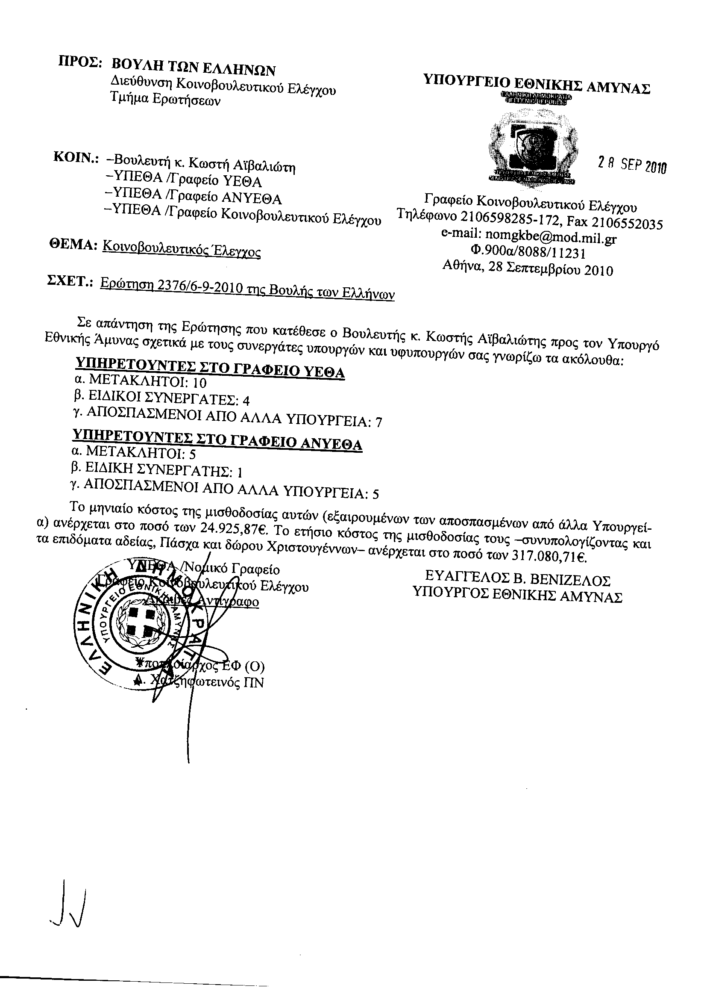 ΠΡΟΣ: ΒΟΥΛΗ ΤΩΝ ΕΛΛΗΝΩΝ
Διεύθυνση Κοινοβουλευτικού Ελέγχου
Τμήμα Ερωτήσεων
ΥΠΟΥΡΓΕΙΟ ΕΘΝΙΚΗΣ ΑΜΥΝΑΣ
28 SEP 2010
ΚΟΙΝ.: –Βουλευτή κ. Κωστή Αϊβαλιώτη
–ΥΠΕΘΑ /Γραφείο ΥΕΘΑ
–ΥΠΕΘΑ /Γραφείο ΑΝΥΕΘΑ
–ΥΠΕΘΑ /Γραφείο Κοινοβουλευτικού Ελέγχου
Γραφείο Κοινοβουλευτικού Ελέγχου
Τηλέφωνο 2106598285-172, Fax 2106552035
e-mail: nomgkbe@mod.mil.gr
Φ.900α/8088/11231
Αθήνα, 28 Σεπτεμβρίου 2010
ΘΕΜΑ: Κοινοβουλευτικός Έλεγχος
ΣΧΕΤ.: Ερώτηση 2376/6-9-2010 της Βουλής των Ελλήνων
Σε απάντηση της Ερώτησης που κατέθεσε ο Βουλευτής κ. Κωστής Αϊβαλιώτης προς τον Υπουργό
Εθνικής Άμυνας σχετικά με τους συνεργάτες υπουργών και υφυπουργών σας γνωρίζω τα ακόλουθα:
ΥΠΗΡΕΤΟΥΝΤΕΣ ΣΤΟ ΓΡΑΦΕΙΟ ΥΕΘΑ
α. ΜΕΤΑΚΛΗΤΟΙ: 10
β. ΕΙΔΙΚΟΙ ΣΥΝΕΡΓΑΤΕΣ: 4
γ. ΑΠΟΣΠΑΣΜΕΝΟΙ ΑΠΟ ΑΛΛΑ ΥΠΟΥΡΓΕΙΑ: 7
ΥΠΗΡΕΤΟΥΝΤΕΣ ΣΤΟ ΓΡΑΦΕΙΟ ΑΝΥΕΘΑ
α. ΜΕΤΑΚΛΗΤΟΙ: 5
β. ΕΙΔΙΚΗ ΣΥΝΕΡΓΑΤΗΣ: 1
γ. ΑΠΟΣΠΑΣΜΕΝΟΙ ΑΠΟ ΑΛΛΑ ΥΠΟΥΡΓΕΙΑ: 5
Το μηνιαίο κόστος της μισθοδοσίας αυτών (εξαιρουμένων των αποσπασμένων από άλλα Υπουργεί-
α) ανέρχεται στο ποσό των 24.925,87€. Το ετήσιο κόστος της μισθοδοσίας τους –συνυπολογίζοντας και
τα επιδόματα αδείας, Πάσχα και δώρου Χριστουγέννων– ανέρχεται στο ποσό των 317.080,71€.
ΥΠΕΘΑ /Νομικό Γραφείο
Γραφείο Κοινοβουλευτικού Ελέγχου
Ακριβές Αντίγραφο
ΕΥΑΓΓΕΛΟΣ Β. ΒΕΝΙΖΕΛΟΣ
ΥΠΟΥΡΓΟΣ ΕΘΝΙΚΗΣ ΑΜΥΝΑΣ
ΕΛΛΗΝΙΚΗ ΔΗΜΟΚΡΑΤΙΑ
ΥΠΟΥΡΓΕΙΟ ΕΘΝΙΚΗΣ ΑΜΥΝΗΣ
Υποπλοίαρχος ΕΦ (Ο)
Δ. Χατζηφωτεινός ΠΝ